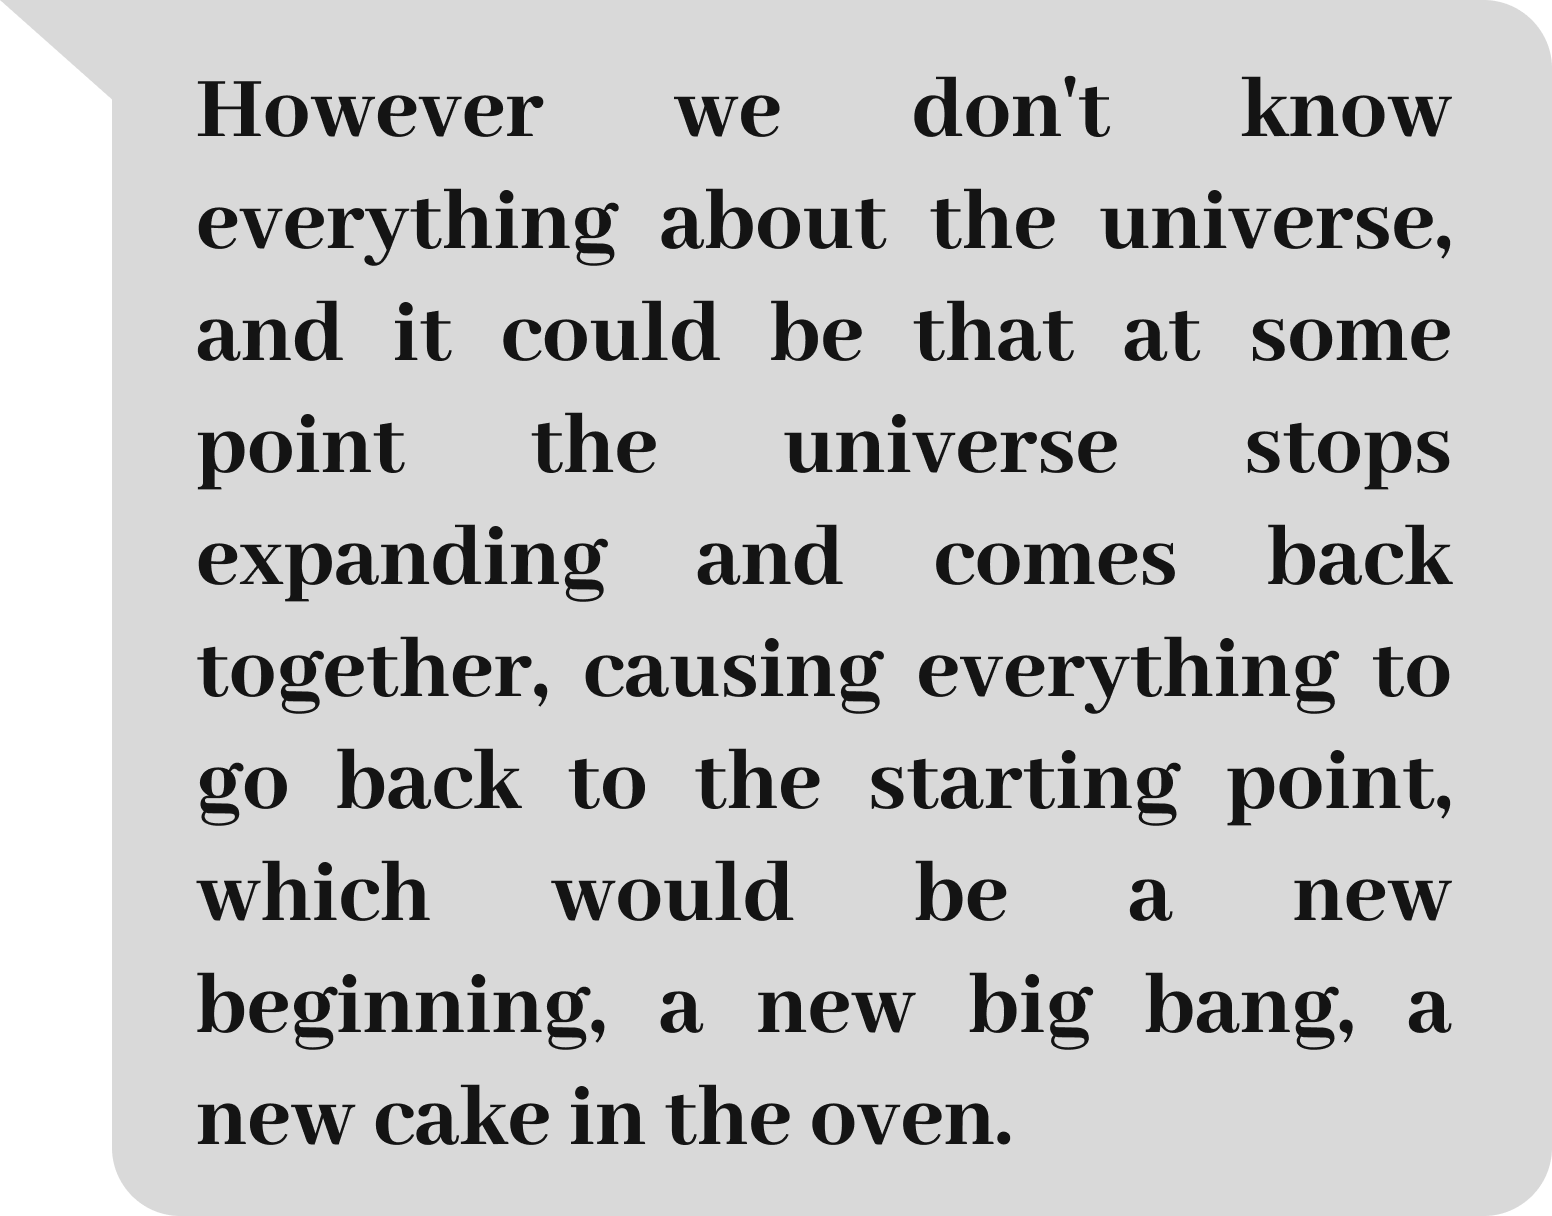 However we don't know
everything about the universe,
and it could be that at some
point the universe stops
expanding and comes back
together, causing everything to
go back to the starting point,
which would be a new
beginning, a new big bang, a
new cake in the oven.